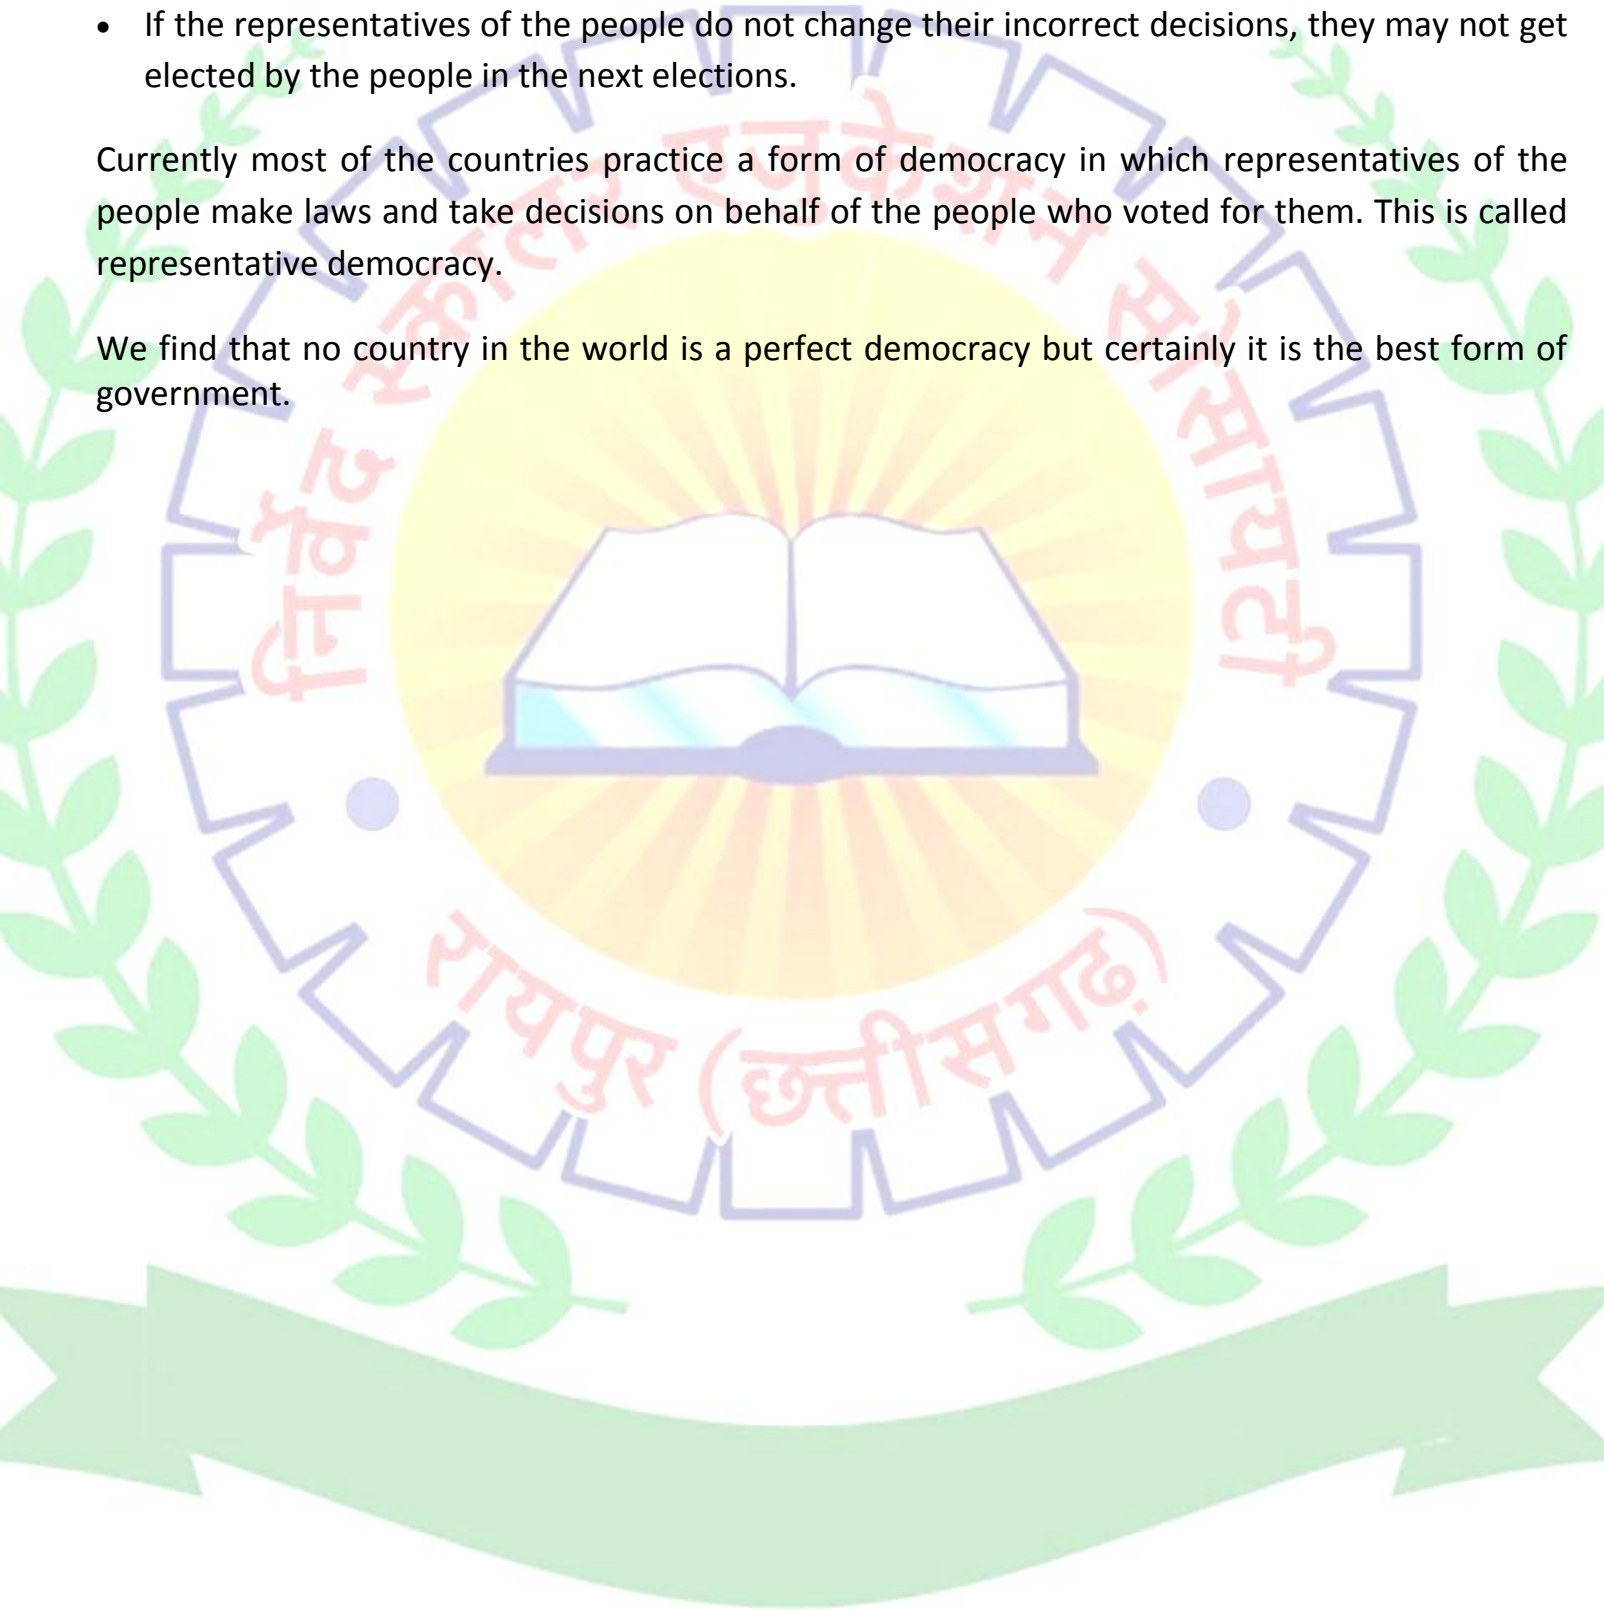 • If the representatives of the people do not change their incorrect decisions, they may not get
elected by the people in the next elections.
Currently most of the countries practice a form of democracy in which representatives of the
people make laws and take decisions on behalf of the people who voted for them. This is called
representative democracy.
We find that no country in the world is a perfect democracy but certainly it is the best form of
government.
निर्वेद स्कालर एजुकेशन सोसायटी
रायपुर (छत्तीसगढ़)